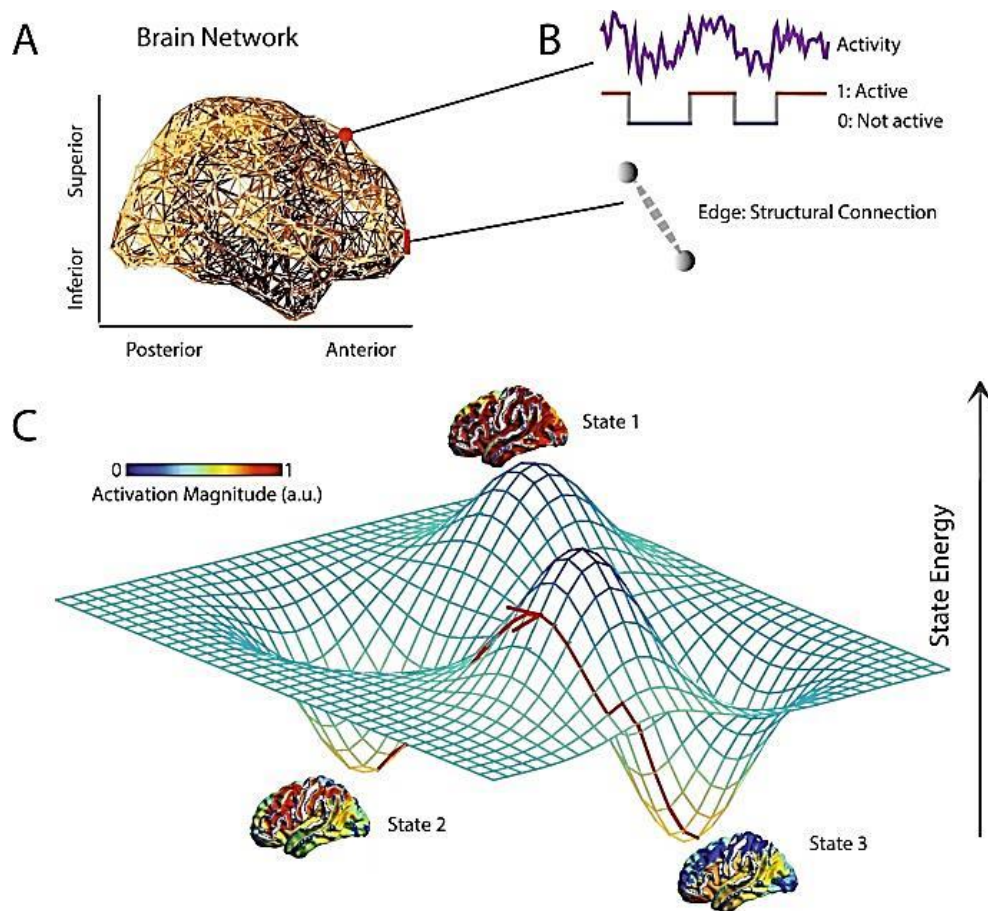 A
Brain Network
Superior
Inferior
Posterior
Anterior
B
Activity
1: Active
0: Not active
Edge: Structural Connection
C
0
1
Activation Magnitude (a.u.)
State 1
State 2
State 3
State Energy